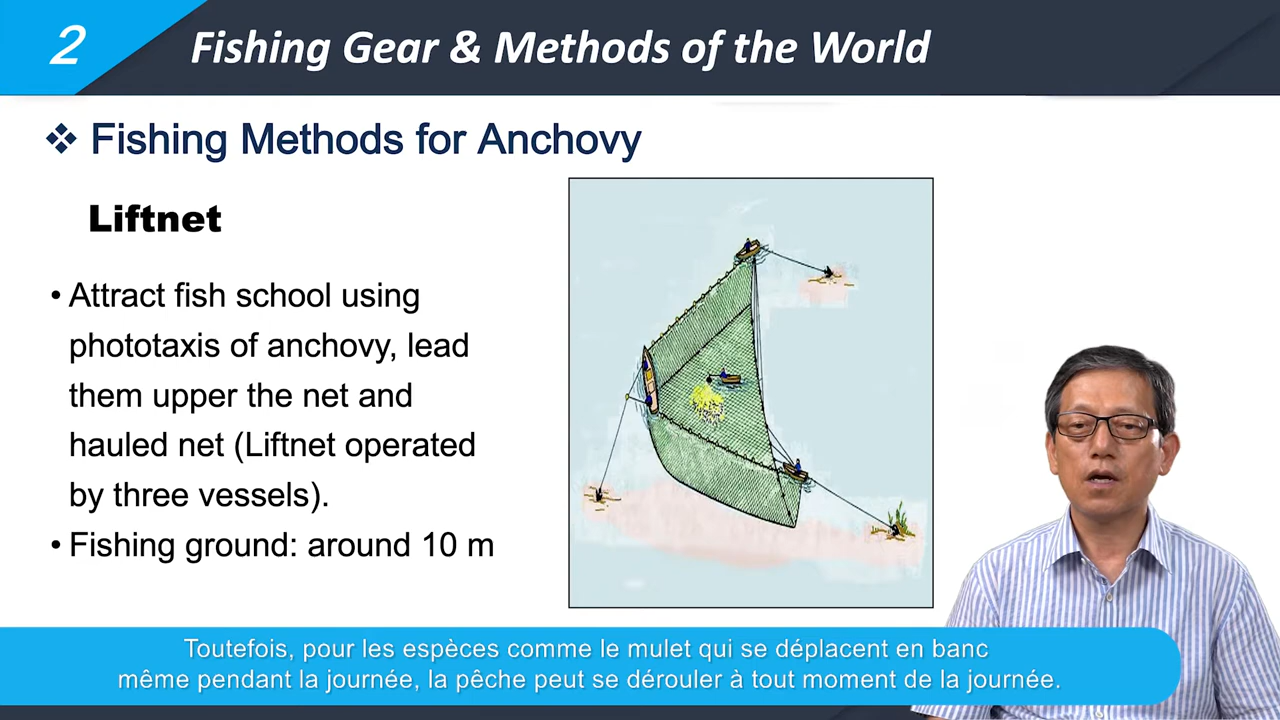 2
Fishing Gear & Methods of the World
❖ Fishing Methods for Anchovy
Liftnet
• Attract fish school using
phototaxis of anchovy, lead
them upper the net and
hauled net (Liftnet operated
by three vessels).
• Fishing ground: around 10 m
Toutefois, pour les espèces comme le mulet qui se déplacent en banc
même pendant la journée, la pêche peut se dérouler à tout moment de la journée.